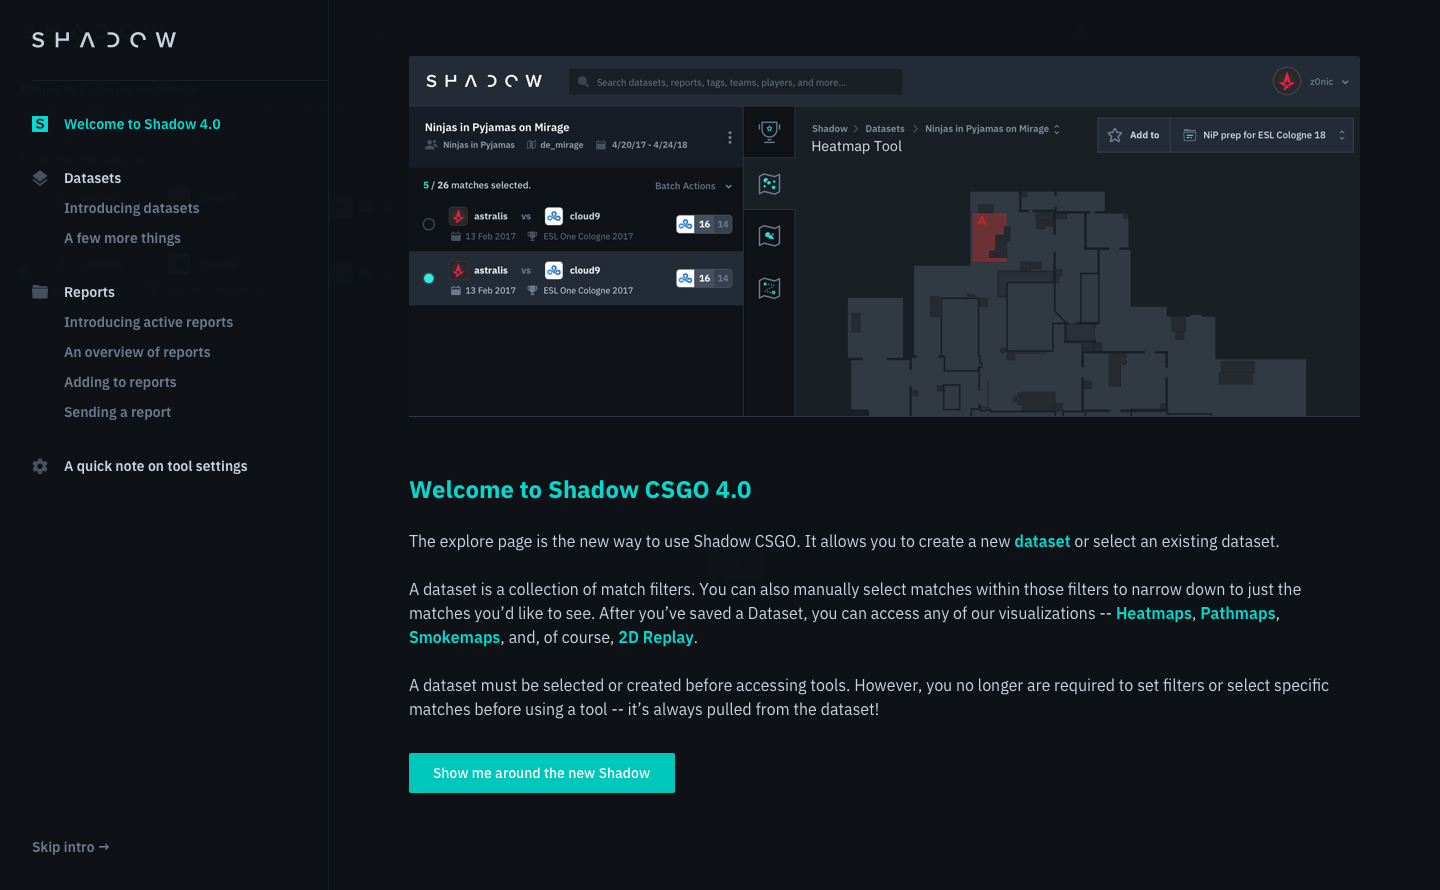 SHADOW
Welcome to Shadow 4.0
Datasets
Introducing datasets
A few more things
Reports
Introducing active reports
An overview of reports
Adding to reports
Sending a report
A quick note on tool settings
Skip intro →
SHADOW
Search datasets, reports, tags, teams, players, and more...
z0nic
Ninjas in Pyjamas on Mirage
Ninjas in Pyjamas de_mirage 4/20/17 - 4/24/18
5 / 26 matches selected. Batch Actions
astralis vs cloud9
16 14
13 Feb 2017 ESL One Cologne 2017
astralis vs cloud9
16 14
13 Feb 2017 ESL One Cologne 2017
Shadow Datasets Ninjas in Pyjamas on Mirage
Heatmap Tool
Add to NiP prep for ESL Cologne 18
A
Welcome to Shadow CSGO 4.0
The explore page is the new way to use Shadow CSGO. It allows you to create a new dataset or select an existing dataset.
A dataset is a collection of match filters. You can also manually select matches within those filters to narrow down to just the
matches you’d like to see. After you’ve saved a Dataset, you can access any of our visualizations -- Heatmaps, Pathmaps,
Smokemaps, and, of course, 2D Replay.
A dataset must be selected or created before accessing tools. However, you no longer are required to set filters or select specific
matches before using a tool -- it’s always pulled from the dataset!
Show me around the new Shadow